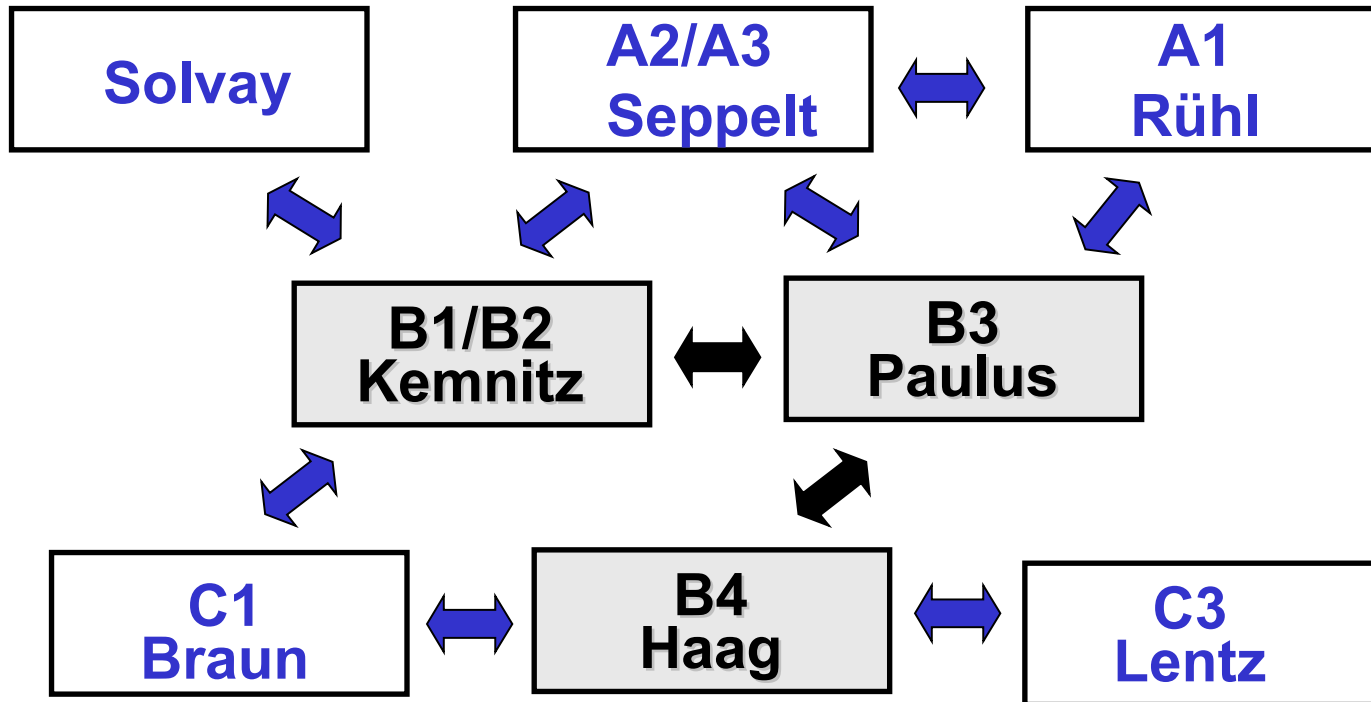 Solvay
A2/A3
Seppelt
A1
Rühl
B1/B2
Kemnitz
B3
Paulus
C1
Braun
B4
Haag
C3
Lentz